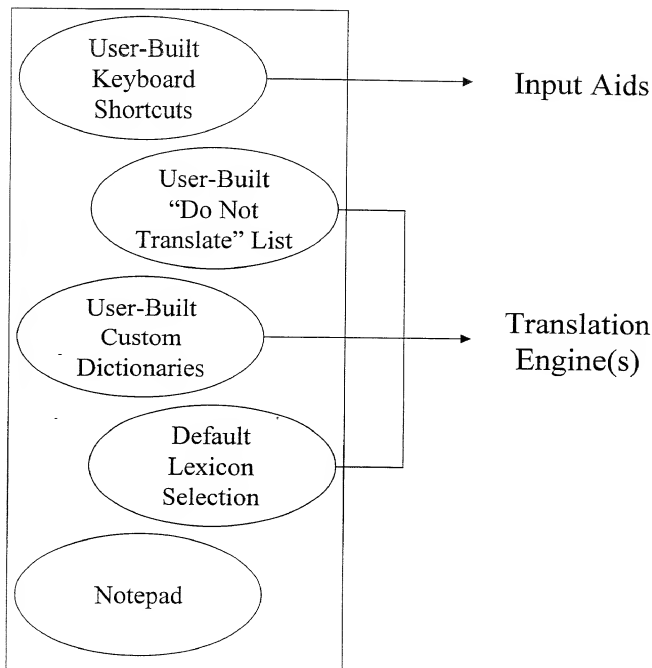 User-Built
Keyboard
Shortcuts
Input Aids
User-Built
“Do Not
Translate” List
User-Built
Custom
Dictionaries
Translation
Engine(s)
Default
Lexicon
Selection
Notepad